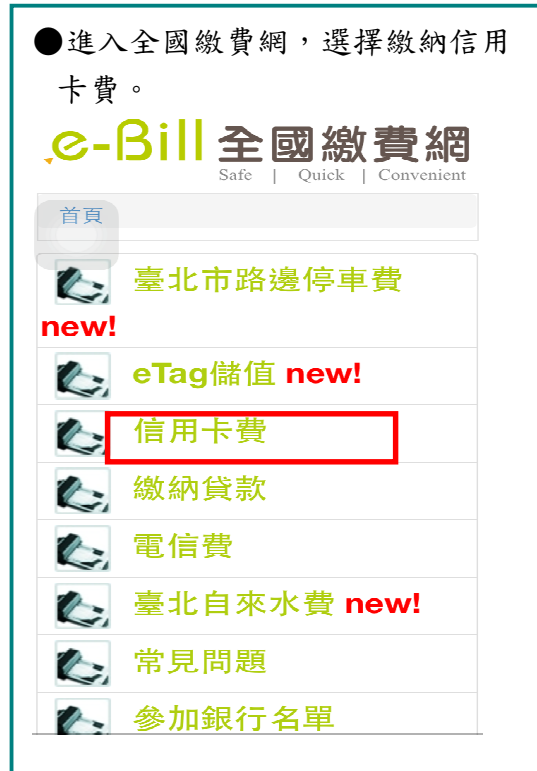 ●進入全國繳費網，選擇繳納信用
卡費。
e-Bill 全國繳費網
Safe | Quick | Convenient
首頁
臺北市路邊停車費
new!
eTag儲值 new!
信用卡費
繳納貸款
電信費
臺北自來水費 new!
常見問題
參加銀行名單